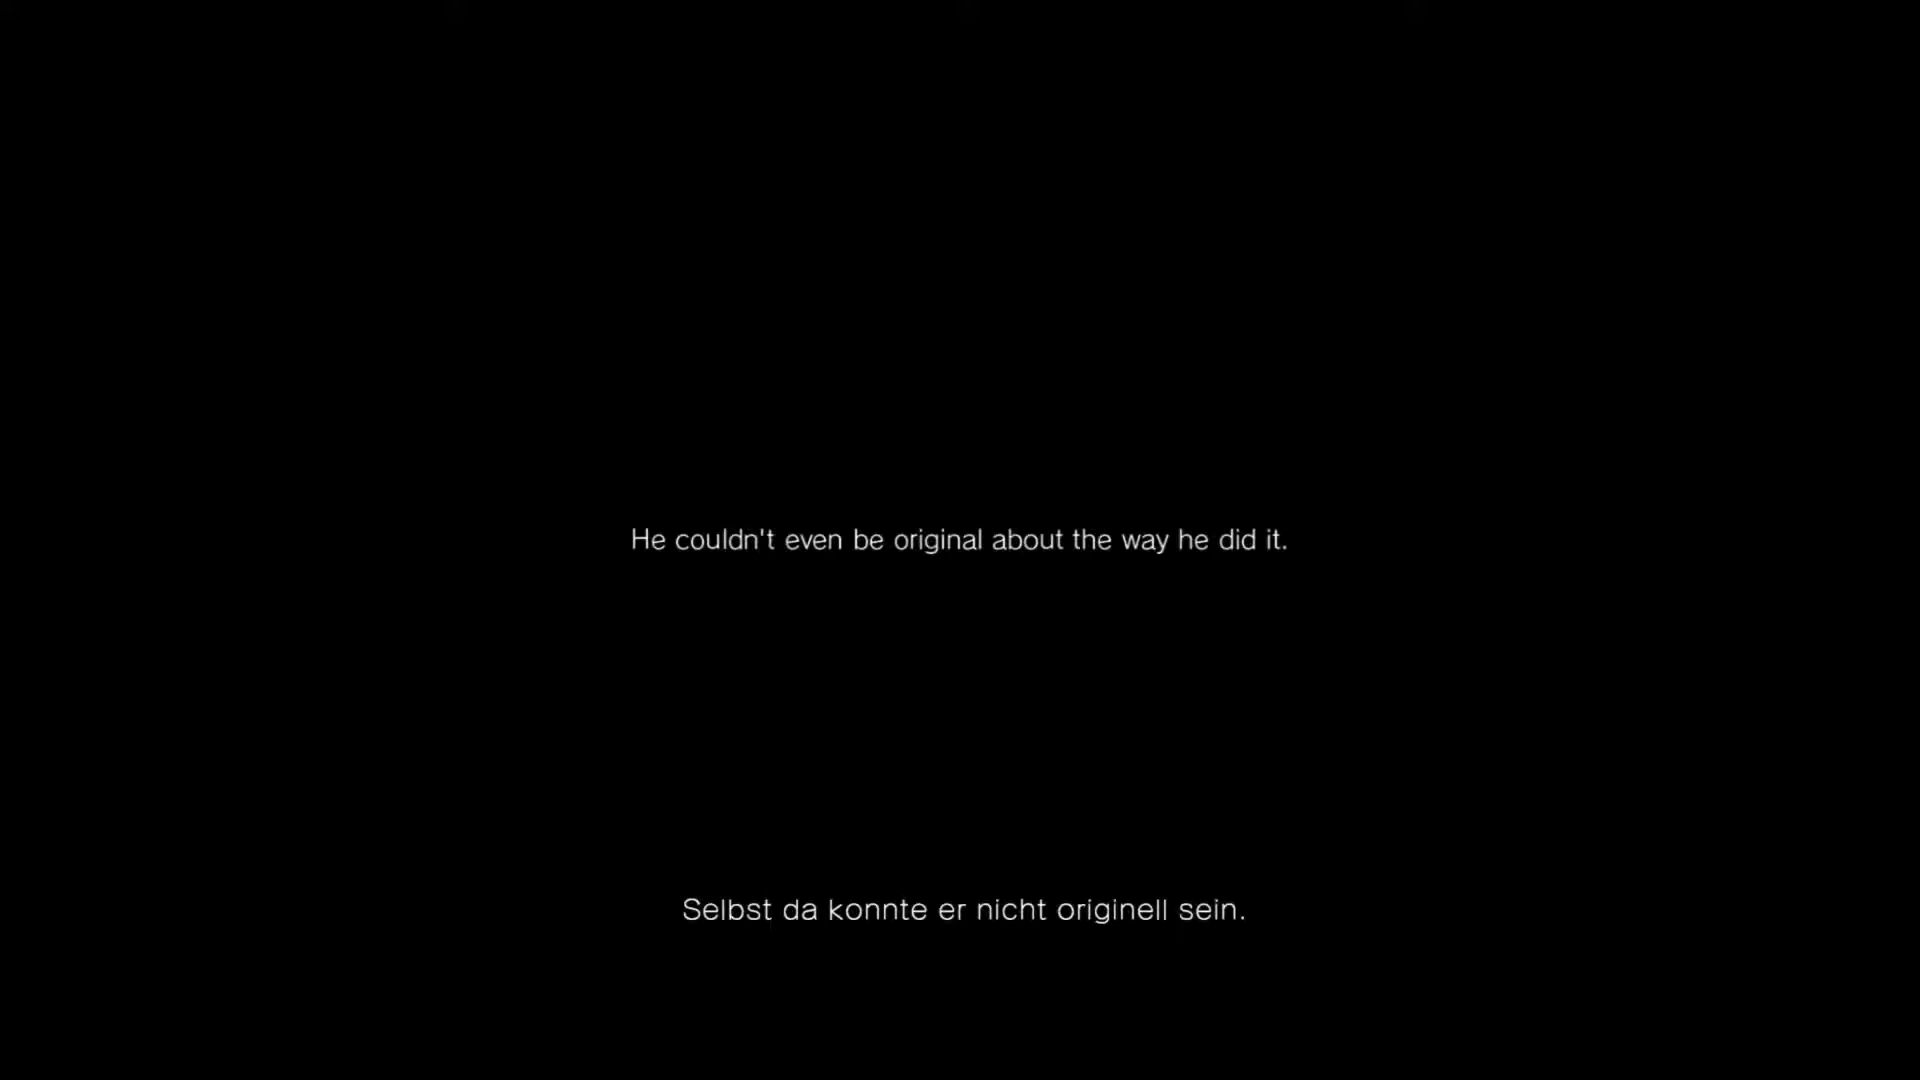 He couldn't even be original about the way he did it.
Selbst da konnte er nicht originell sein.